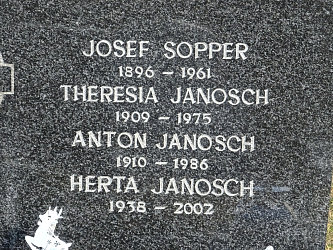 JOSEF SOPPER
1896 – 1961
THERESIA JANOSCH
1909 – 1975
ANTON JANOSCH
1910 – 1986
HERTA JANOSCH
1938 – 2002